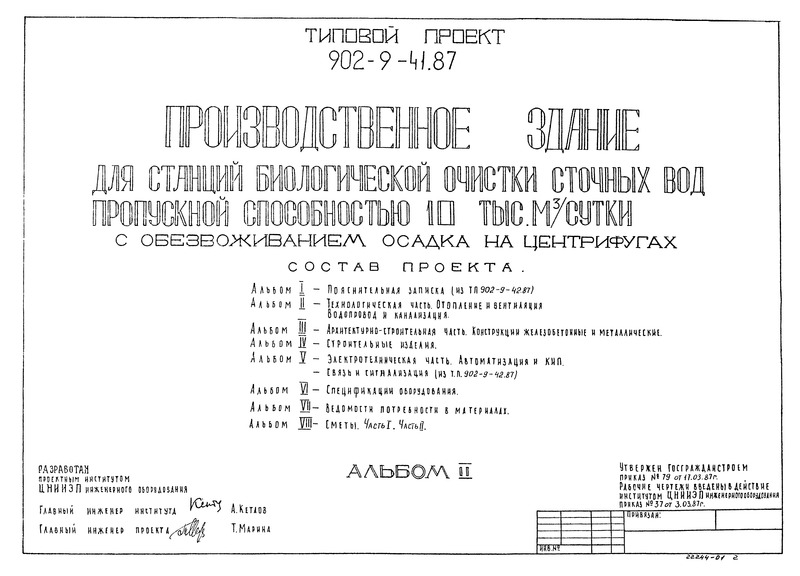 ТИПОВОЙ ПРОЕКТ
902-9-41.87
ПРОИЗВОДСТВЕННОЕ ЗДАНИЕ
ДЛЯ СТАНЦИЙ БИОЛОГИЧЕСКОЙ ОЧИСТКИ СТОЧНЫХ ВОД
ПРОПУСКНОЙ СПОСОБНОСТЬЮ 10 ТЫС. М³/СУТКИ
С ОБЕЗВОЖИВАНИЕМ ОСАДКА НА ЦЕНТРИФУГАХ
СОСТАВ ПРОЕКТА.
АЛЬБОМ I – ПОЯСНИТЕЛЬНАЯ ЗАПИСКА (ИЗ ТП 902-9-42.87)
АЛЬБОМ II – ТЕХНОЛОГИЧЕСКАЯ ЧАСТЬ. ОТОПЛЕНИЕ И ВЕНТИЛЯЦИЯ
ВОДОПРОВОД И КАНАЛИЗАЦИЯ.
АЛЬБОМ III – АРХИТЕКТУРНО-СТРОИТЕЛЬНАЯ ЧАСТЬ. КОНСТРУКЦИИ ЖЕЛЕЗОБЕТОННЫЕ И МЕТАЛЛИЧЕСКИЕ.
АЛЬБОМ IV – СТРОИТЕЛЬНЫЕ ИЗДЕЛИЯ.
АЛЬБОМ V – ЭЛЕКТРОТЕХНИЧЕСКАЯ ЧАСТЬ. АВТОМАТИЗАЦИЯ И КИП.
– СВЯЗЬ И СИГНАЛИЗАЦИЯ (ИЗ Т.П. 902-9-42.87)
АЛЬБОМ VI – СПЕЦИФИКАЦИИ ОБОРУДОВАНИЯ.
АЛЬБОМ VII – ВЕДОМОСТИ ПОТРЕБНОСТИ В МАТЕРИАЛАХ.
АЛЬБОМ VIII – СМЕТЫ. ЧАСТЬ I, ЧАСТЬ II.
АЛЬБОМ II
РАЗРАБОТАН
ПРОЕКТНЫМ ИНСТИТУТОМ
ЦНИИЭП ИНЖЕНЕРНОГО ОБОРУДОВАНИЯ
ГЛАВНЫЙ ИНЖЕНЕР ИНСТИТУТА А. КЕТАОВ
ГЛАВНЫЙ ИНЖЕНЕР ПРОЕКТА Т. МАРИНА
УТВЕРЖДЕН ГОСГРАЖДАНСТРОЕМ
ПРИКАЗ № 79 от 17.03.87г.
РАБОЧИЕ ЧЕРТЕЖИ ВВЕДЕНЫ В ДЕЙСТВИЕ
ИНСТИТУТОМ ЦНИИЭП ИНЖЕНЕРНОГО ОБОРУДОВАНИЯ
ПРИКАЗ № 37 от 3.03.87г.
ПРИВЯЗАН:
ИНВ. №
22244-01 2